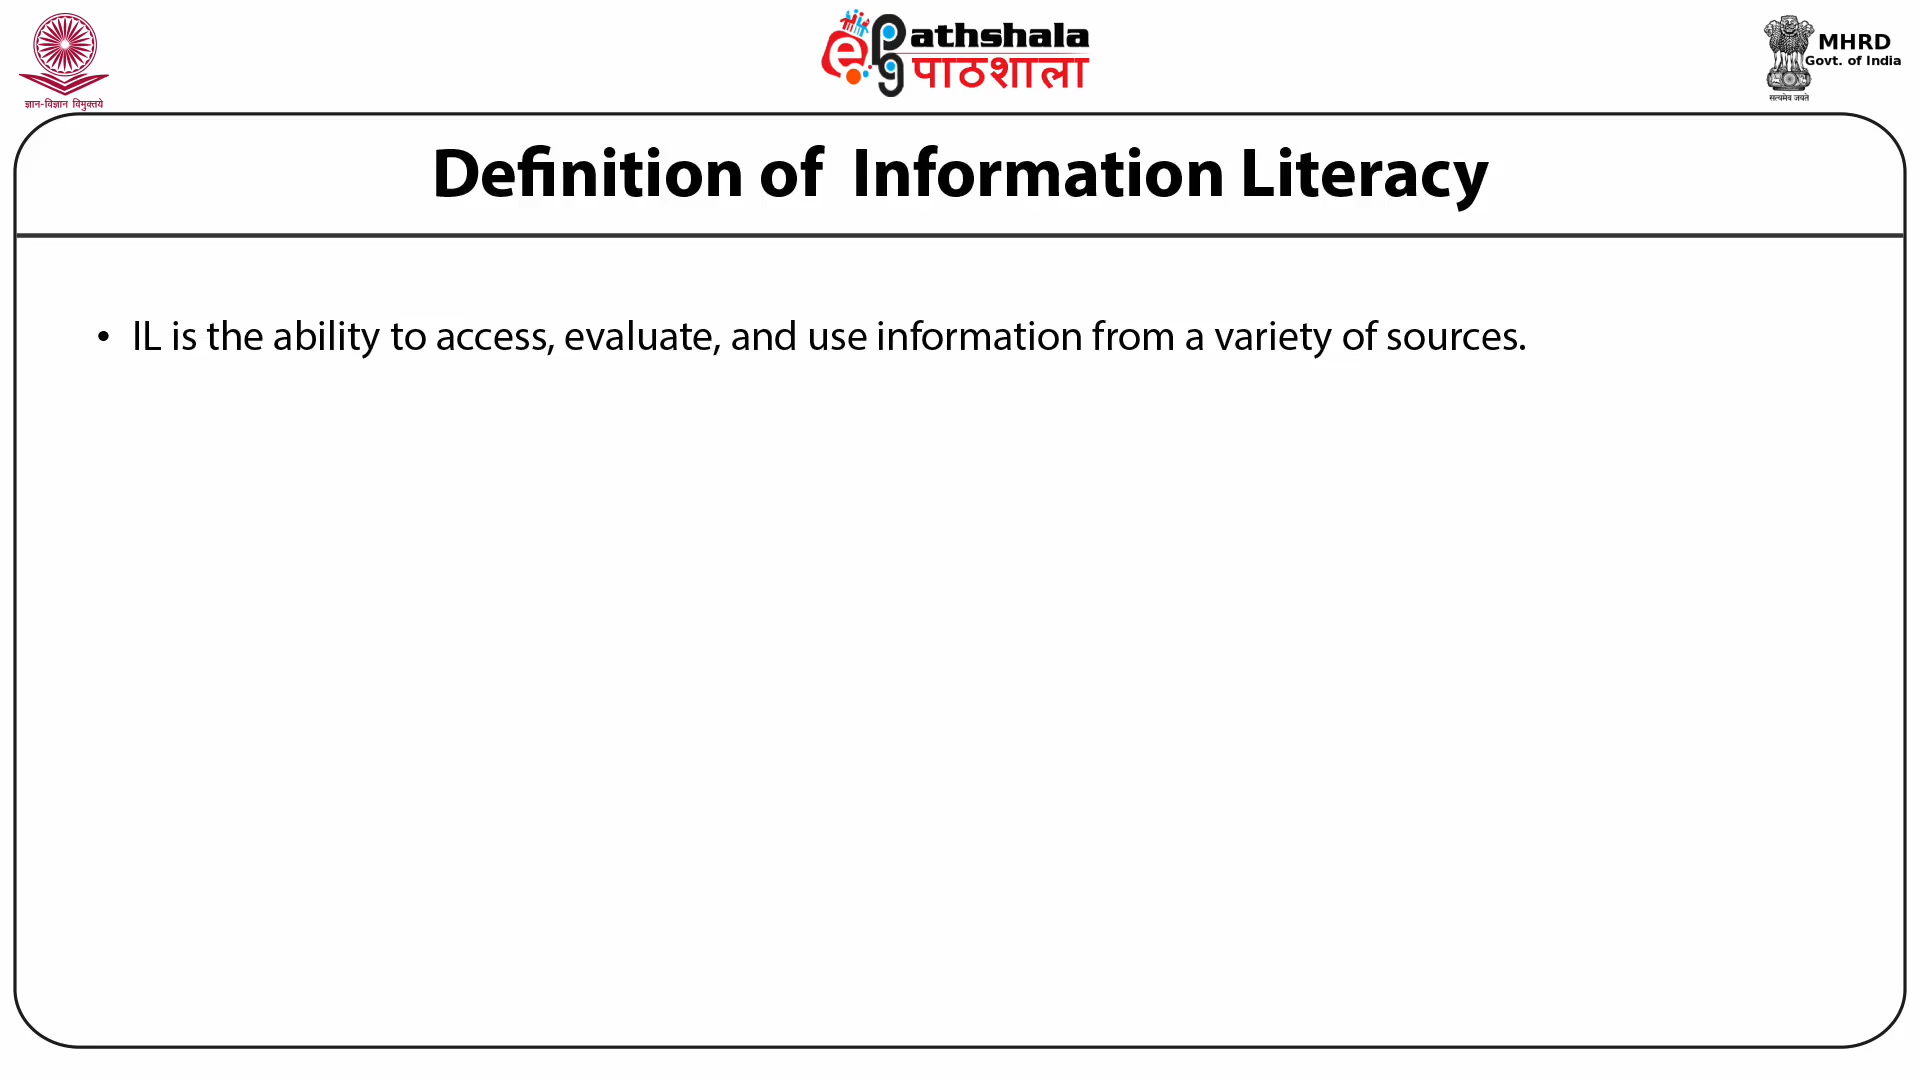 ज्ञान-विज्ञान विमुक्तये
e pg athshala
पाठशाला
MHRD
Govt. of India
सत्यमेव जयते
Definition of Information Literacy
• IL is the ability to access, evaluate, and use information from a variety of sources.